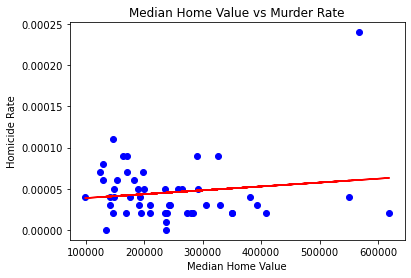 Median Home Value vs Murder Rate
0.00025
0.00020
0.00015
0.00010
0.00005
0.00000
Homicide Rate
100000 200000 300000 400000 500000 600000
Median Home Value